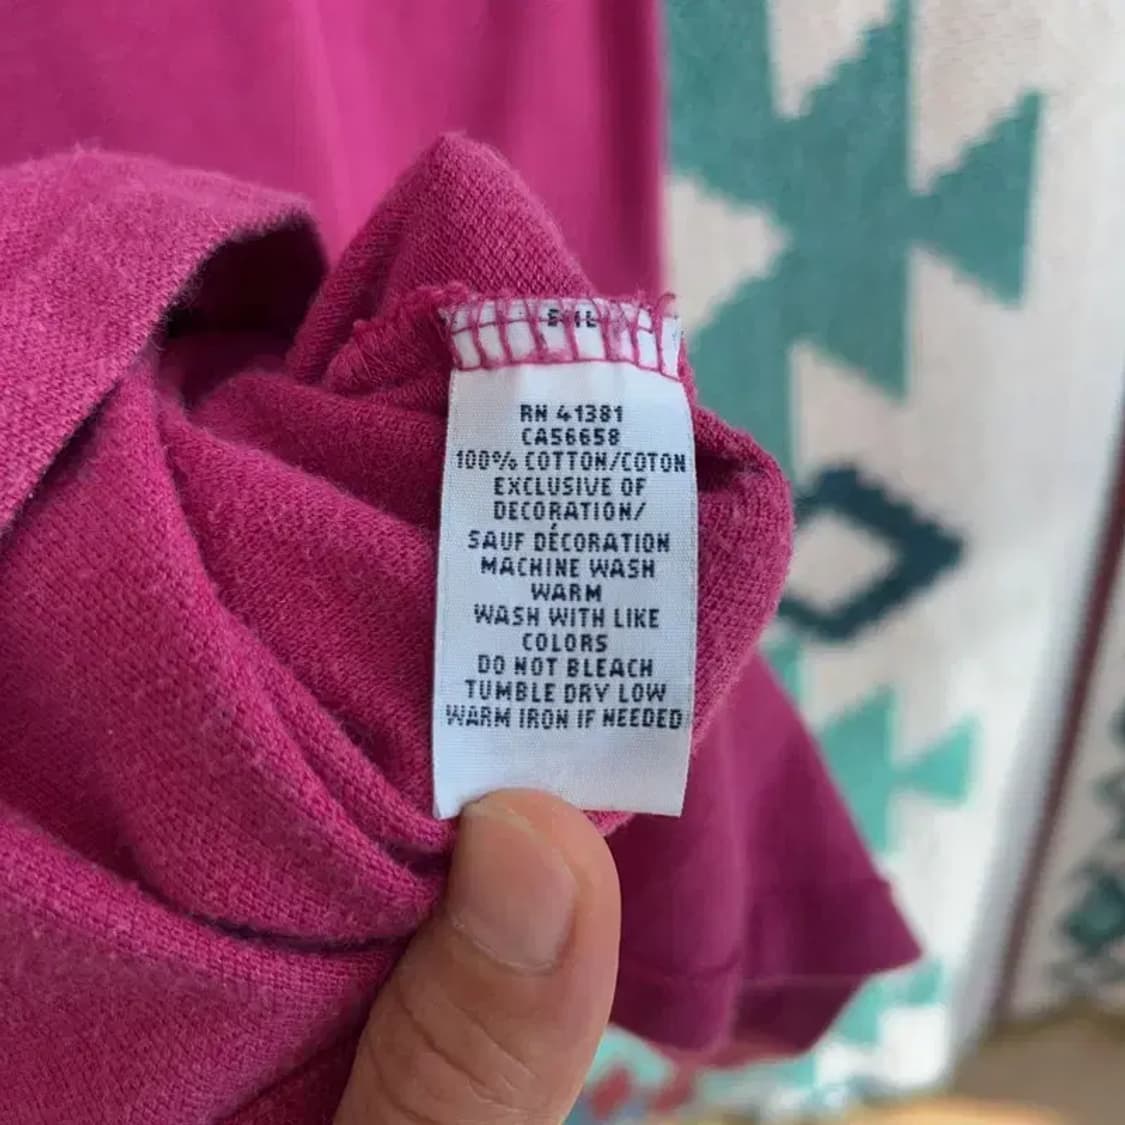 RN 41381
CA56658
100% COTTON/COTON
EXCLUSIVE OF
DECORATION/
SAUF DÉCORATION
MACHINE WASH
WARM
WASH WITH LIKE
COLORS
DO NOT BLEACH
TUMBLE DRY LOW
WARM IRON IF NEEDED